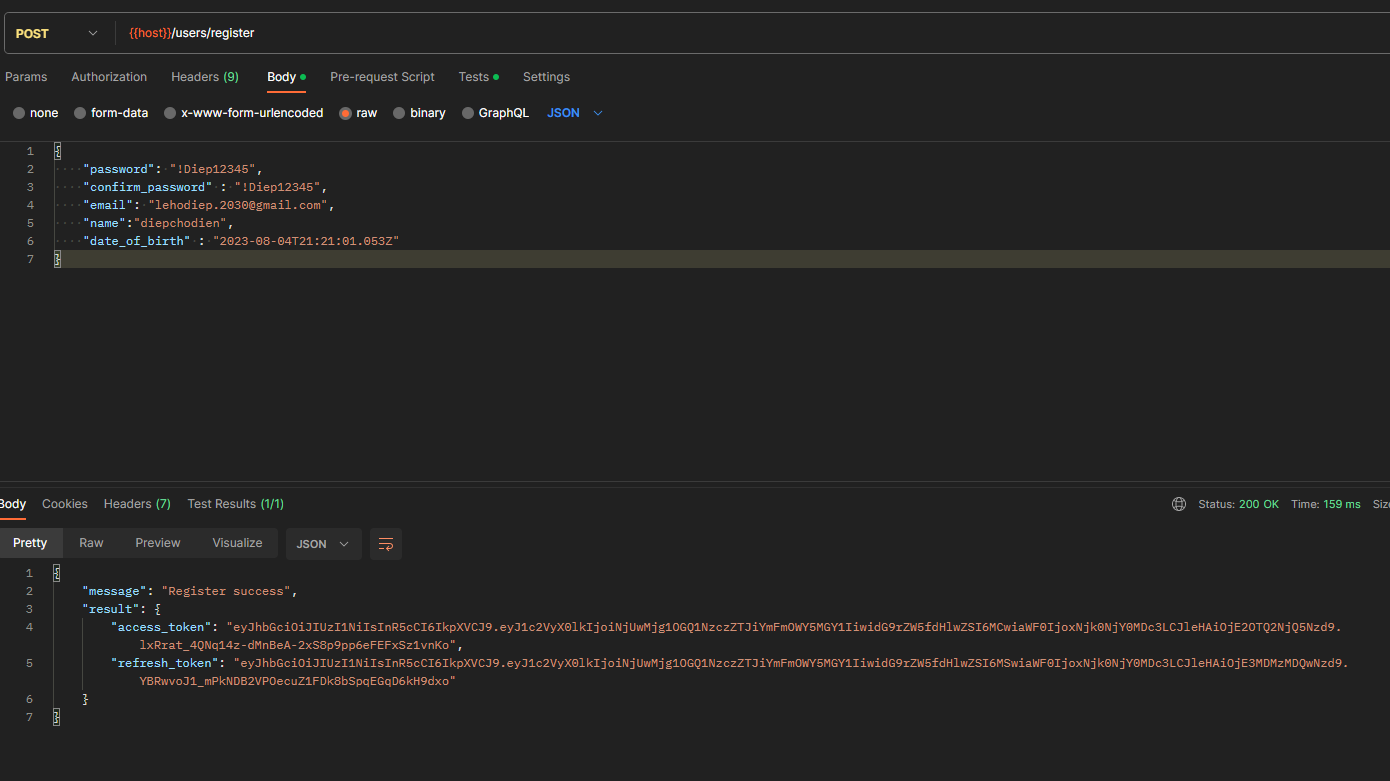 POST {{host}}/users/register
Params Authorization Headers (9) Body Pre-request Script Tests Settings
none form-data x-www-form-urlencoded raw binary GraphQL JSON
1 {
2 "password": "!Diep12345",
3 "confirm_password" : "!Diep12345",
4 "email": "lehodiep.2030@gmail.com",
5 "name":"diepchodien",
6 "date_of_birth" : "2023-08-04T21:21:01.053Z"
7 }
Body Cookies Headers (7) Test Results (1/1) Status: 200 OK Time: 159 ms Siz
Pretty Raw Preview Visualize JSON
1 {
2 "message": "Register success",
3 "result": {
4 "access_token": "eyJhbGciOiJIUzI1NiIsInR5cCI6IkpXVCJ9.eyJ1c2VyX0lkIjoiNjUwMjg1OGQ1NzczZTJiYmFmOWY5MGY1IiwidG9rZW5fdHlwZSI6MCwiaWF0IjoxNjk0NjY0MDc3LCJleHAiOjE2OTQ2NjQ5Nzd9.
lxRrat_4QNq14z-dMnBeA-2xS8p9pp6eFEFxSz1vnKo",
5 "refresh_token": "eyJhbGciOiJIUzI1NiIsInR5cCI6IkpXVCJ9.eyJ1c2VyX0lkIjoiNjUwMjg1OGQ1NzczZTJiYmFmOWY5MGY1IiwidG9rZW5fdHlwZSI6MSwiaWF0IjoxNjk0NjY0MDc3LCJleHAiOjE3MDMzMDQwNzd9.
YBRwvoJ1_mPkNDB2VPOecuZ1FDk8bSpqEGqD6kH9dxo"
6 }
7 }